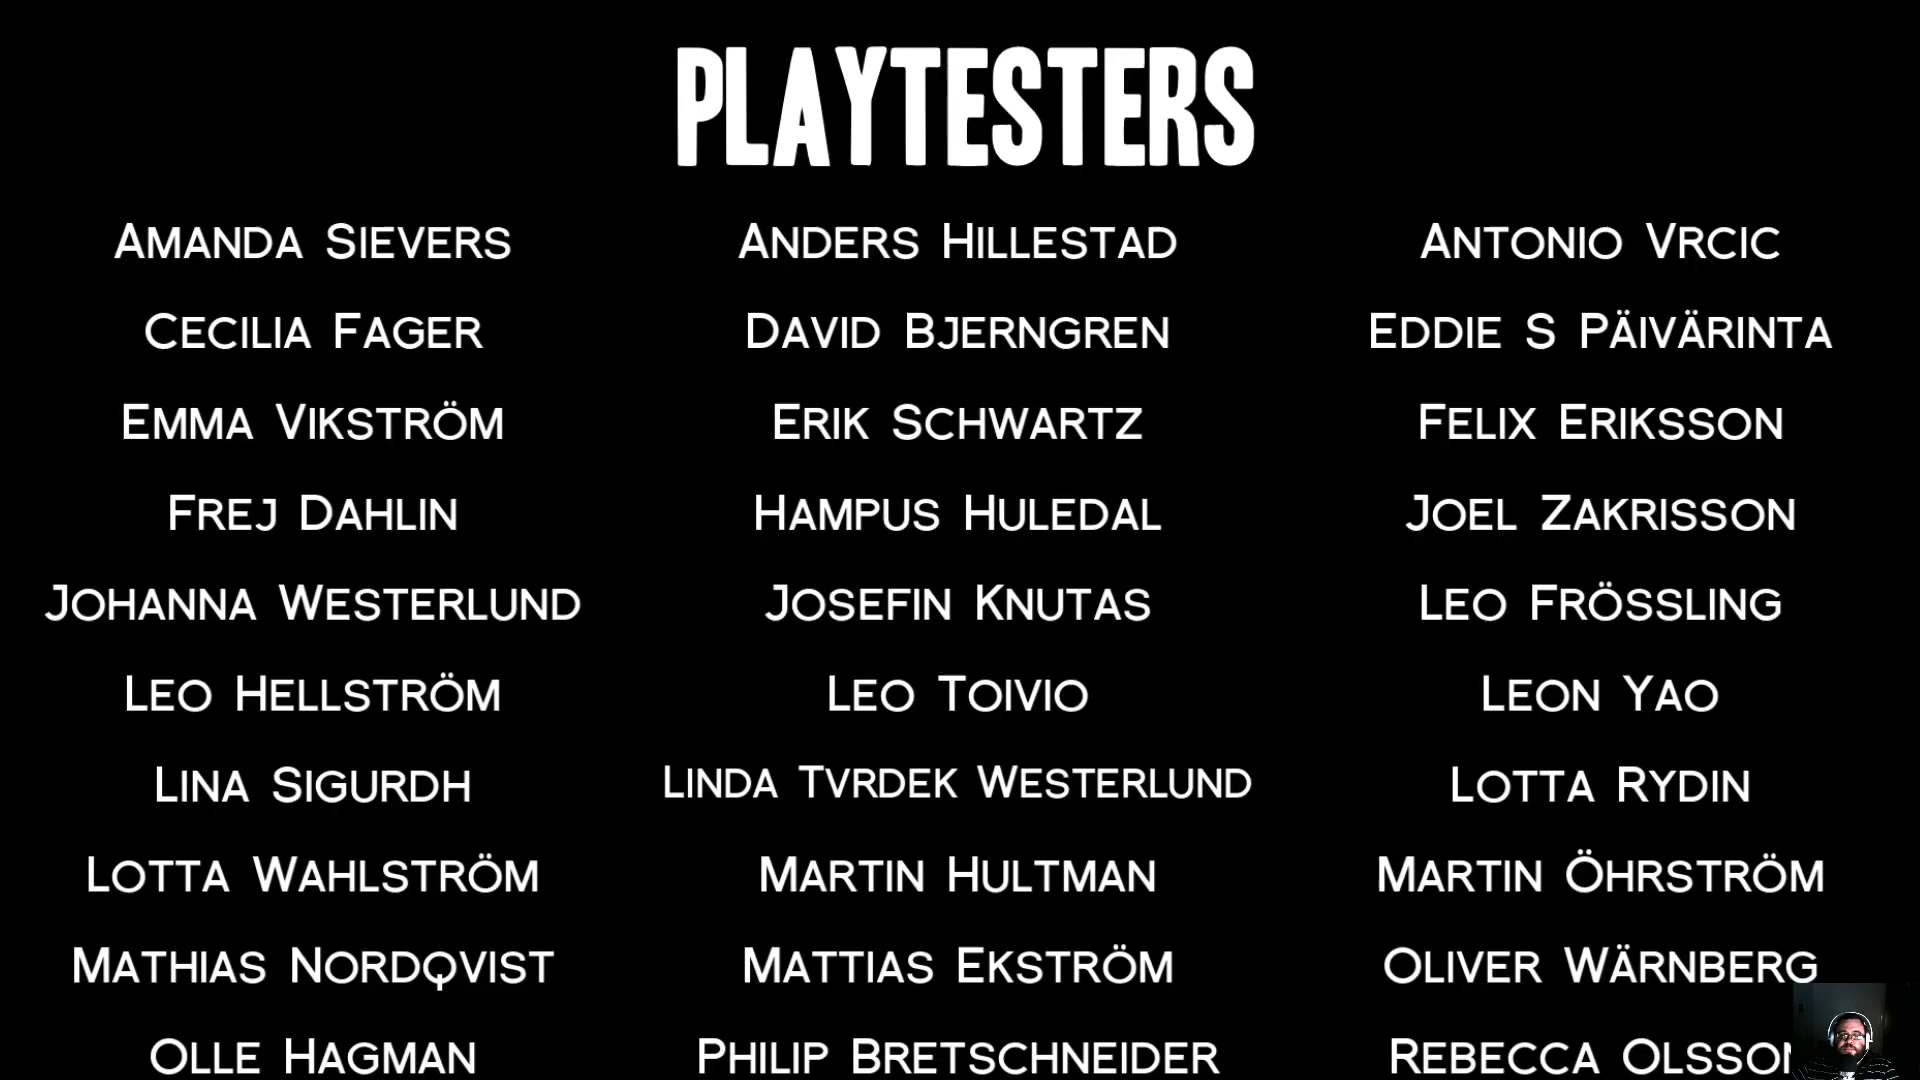 PLAYTESTERS
AMANDA SIEVERS ANDERS HILLESTAD ANTONIO VRCIC
CECILIA FAGER DAVID BJERNGREN EDDIE S PÄIVÄRINTA
EMMA VIKSTRÖM ERIK SCHWARTZ FELIX ERIKSSON
FREJ DAHLIN HAMPUS HULEDAL JOEL ZAKRISSON
JOHANNA WESTERLUND JOSEFIN KNUTAS LEO FRÖSSLING
LEO HELLSTRÖM LEO TOIVIO LEON YAO
LINA SIGURDH LINDA TVRDEK WESTERLUND LOTTA RYDIN
LOTTA WAHLSTRÖM MARTIN HULTMAN MARTIN ÖHRSTRÖM
MATHIAS NORDQVIST MATTIAS EKSTRÖM OLIVER WÄRNBERG
OLLE HAGMAN PHILIP BRETSCHNEIDER REBECCA OLSSON